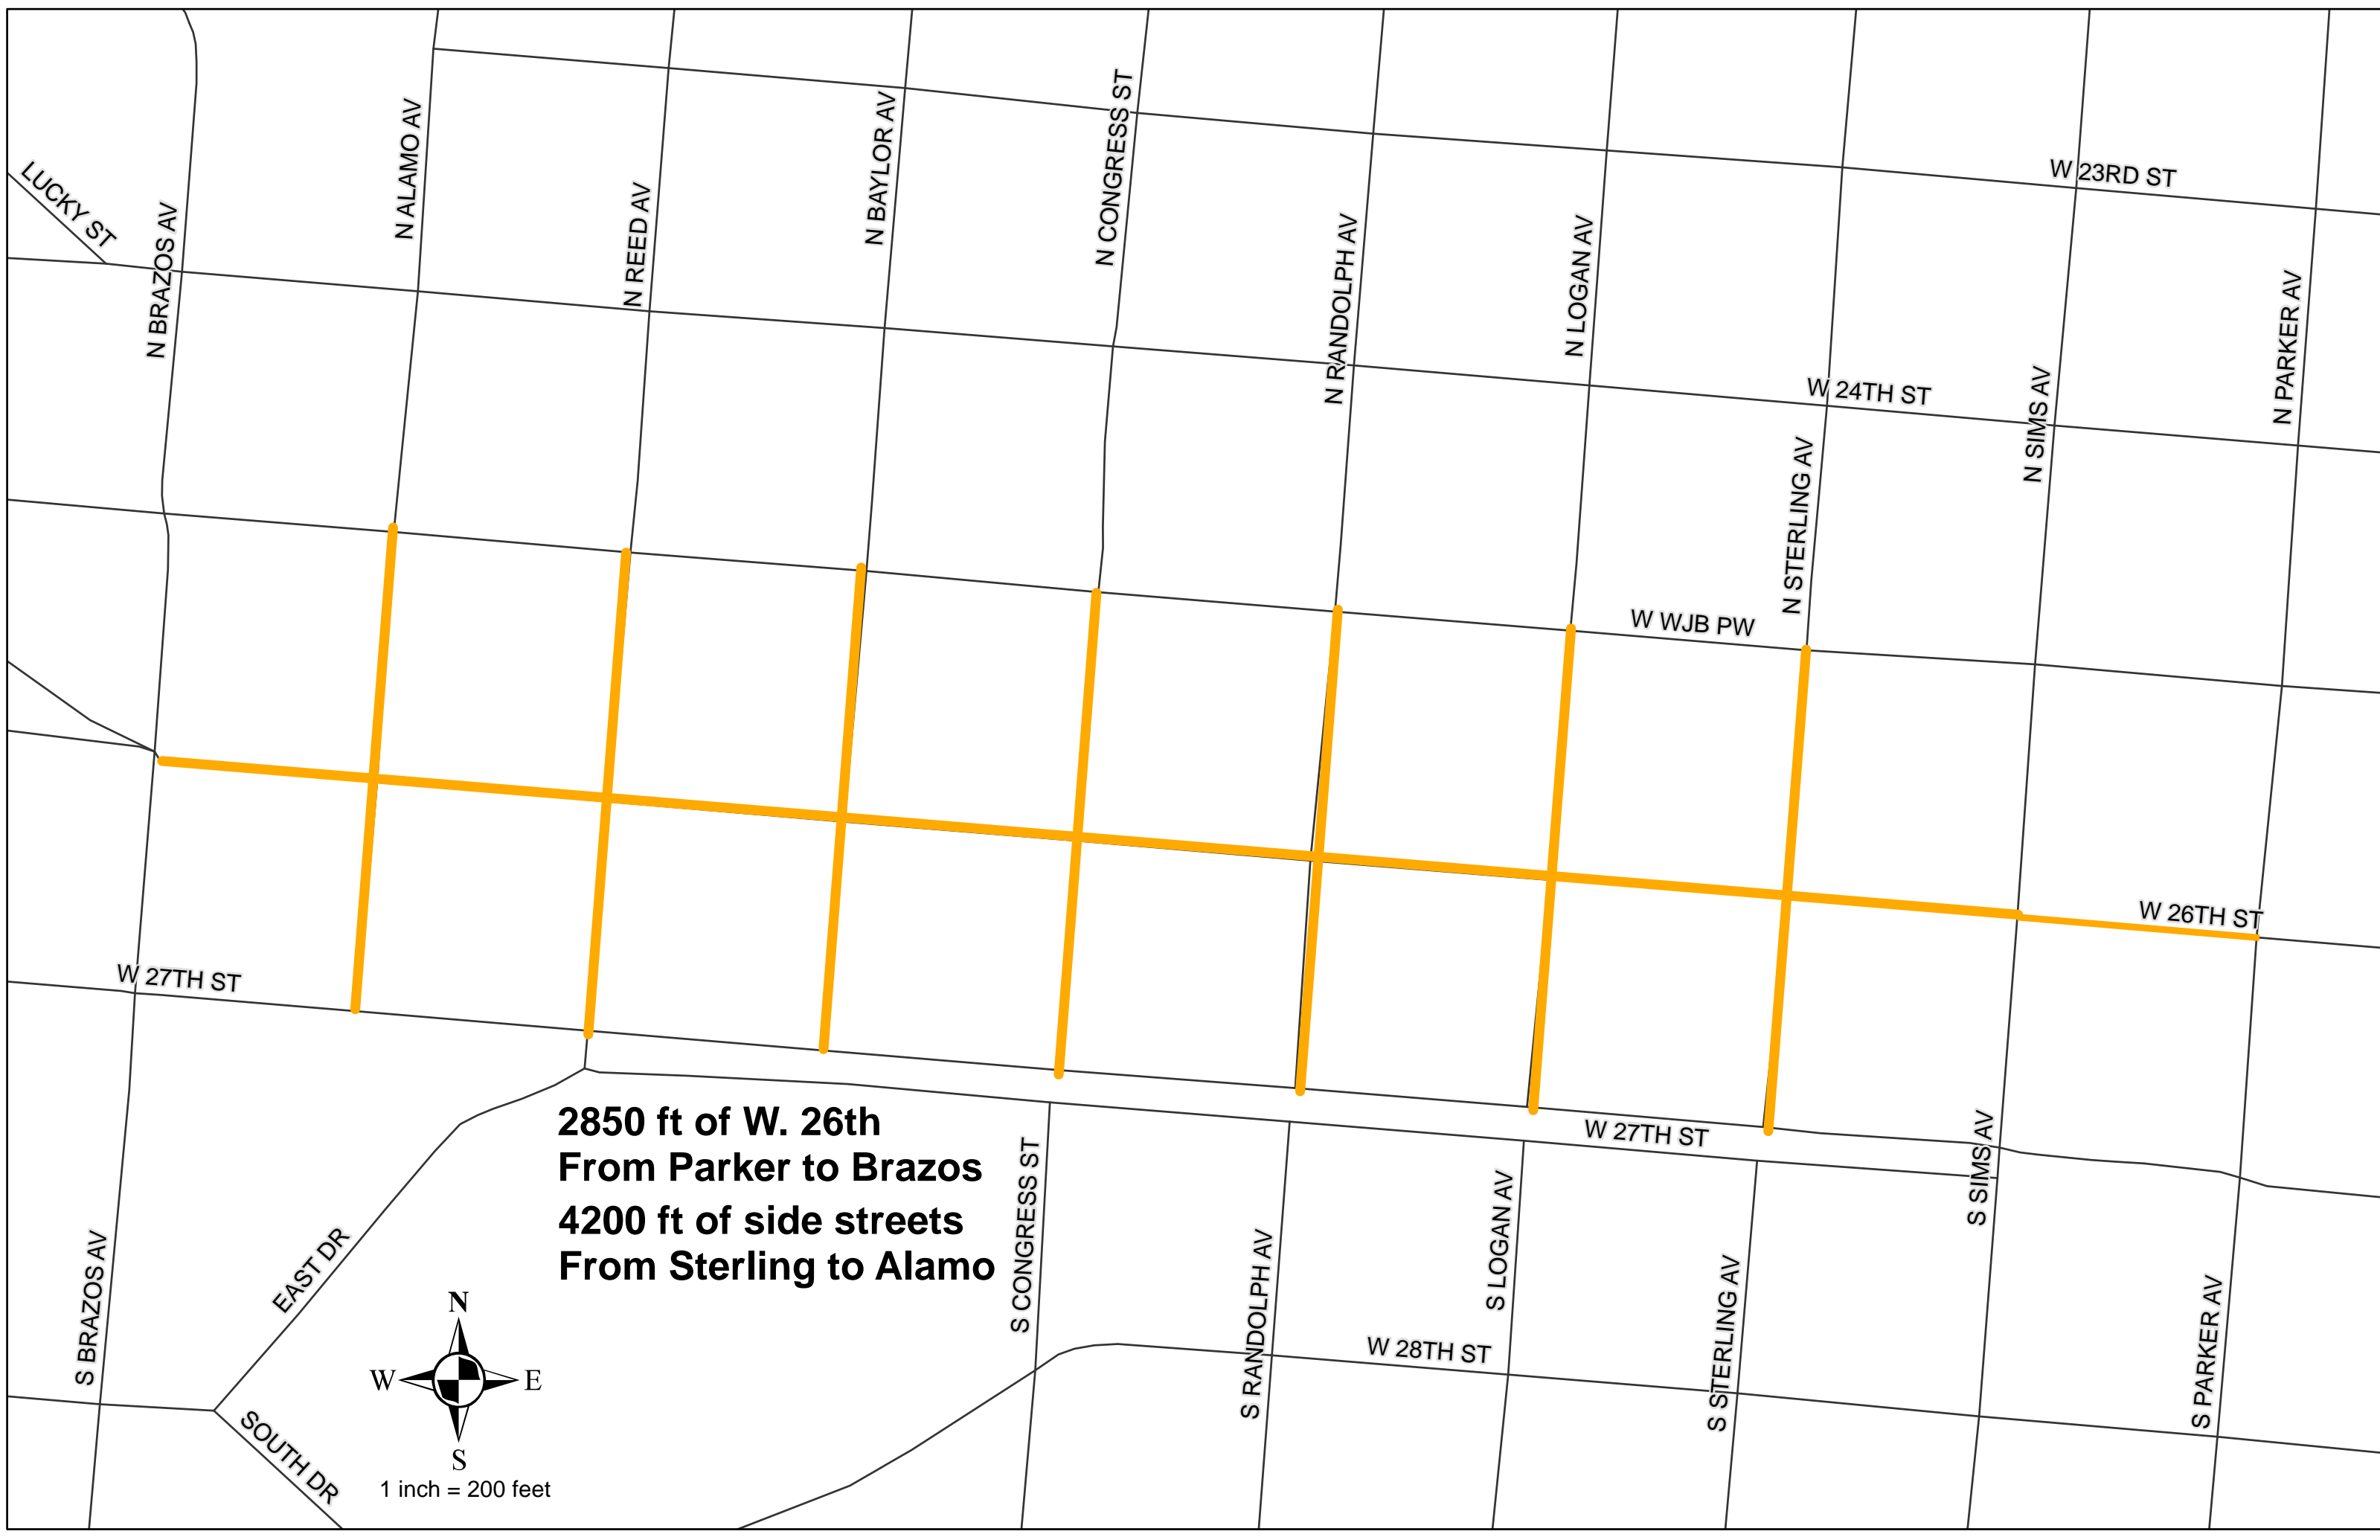 N ALAMO AV
N REED AV
N BAYLOR AV
N CONGRESS ST
LUCKY ST
N BRAZOS AV
N RANDOLPH AV
N LOGAN AV
W 23RD ST
N PARKER AV
W 24TH ST
N SIMS AV
N STERLING AV
W WJB PW
W 26TH ST
W 27TH ST
2850 ft of W. 26th
From Parker to Brazos
4200 ft of side streets
From Sterling to Alamo
W 27TH ST
S SIMS AV
S CONGRESS ST
S LOGAN AV
S BRAZOS AV
EAST DR
S RANDOLPH AV
S STERLING AV
S PARKER AV
W 28TH ST
N
W E
S
SOUTH DR
1 inch = 200 feet